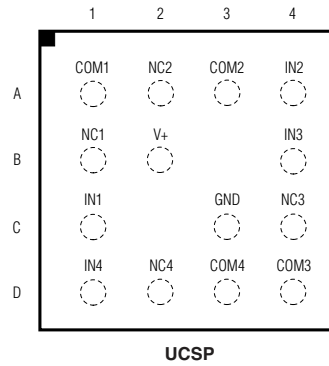 1 2 3 4
COM1 NC2 COM2 IN2
A
NC1 V+ IN3
B
IN1 GND NC3
C
IN4 NC4 COM4 COM3
D
UCSP